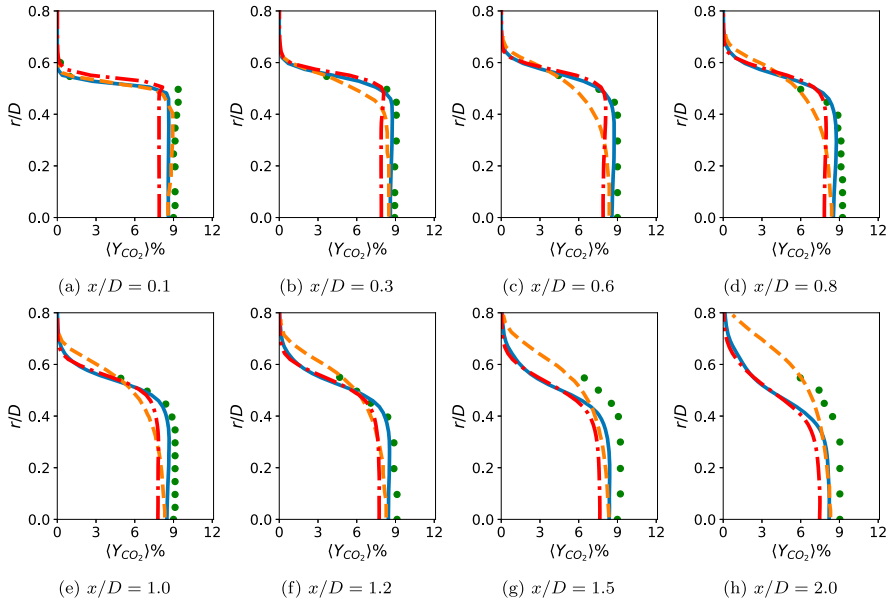 0.8 0.8 0.8 0.8
0.6 0.6 0.6 0.6
r/D r/D r/D r/D
0.4 0.4 0.4 0.4
0.2 0.2 0.2 0.2
0.0 0.0 0.0 0.0
0 3 6 9 12 0 3 6 9 12 0 3 6 9 12 0 3 6 9 12
⟨Y_{CO_2}⟩% ⟨Y_{CO_2}⟩% ⟨Y_{CO_2}⟩% ⟨Y_{CO_2}⟩%
(a) x/D = 0.1 (b) x/D = 0.3 (c) x/D = 0.6 (d) x/D = 0.8
0.8 0.8 0.8 0.8
0.6 0.6 0.6 0.6
r/D r/D r/D r/D
0.4 0.4 0.4 0.4
0.2 0.2 0.2 0.2
0.0 0.0 0.0 0.0
0 3 6 9 12 0 3 6 9 12 0 3 6 9 12 0 3 6 9 12
⟨Y_{CO_2}⟩% ⟨Y_{CO_2}⟩% ⟨Y_{CO_2}⟩% ⟨Y_{CO_2}⟩%
(e) x/D = 1.0 (f) x/D = 1.2 (g) x/D = 1.5 (h) x/D = 2.0